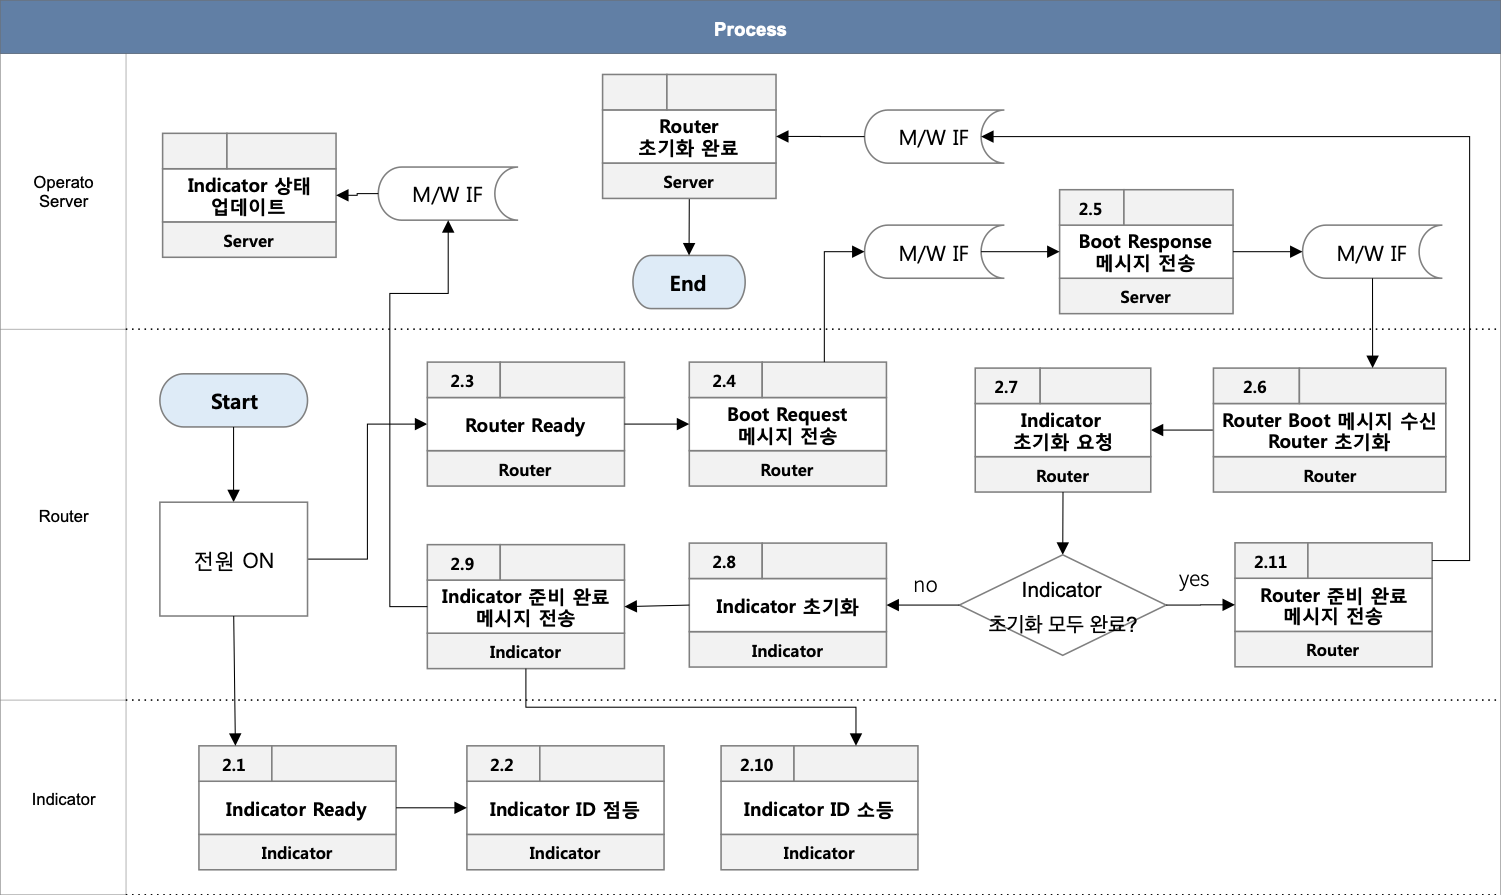 Process
Operato
Server
Indicator 상태
업데이트
Server
M/W IF
Router
초기화 완료
Server
M/W IF
End
M/W IF
2.5
Boot Response
메시지 전송
Server
M/W IF
Router
Start
전원 ON
2.3
Router Ready
Router
2.4
Boot Request
메시지 전송
Router
2.7
Indicator
초기화 요청
Router
2.6
Router Boot 메시지 수신
Router 초기화
Router
2.9
Indicator 준비 완료
메시지 전송
Indicator
2.8
Indicator 초기화
Indicator
no
Indicator
초기화 모두 완료?
yes
2.11
Router 준비 완료
메시지 전송
Router
Indicator
2.1
Indicator Ready
Indicator
2.2
Indicator ID 점등
Indicator
2.10
Indicator ID 소등
Indicator